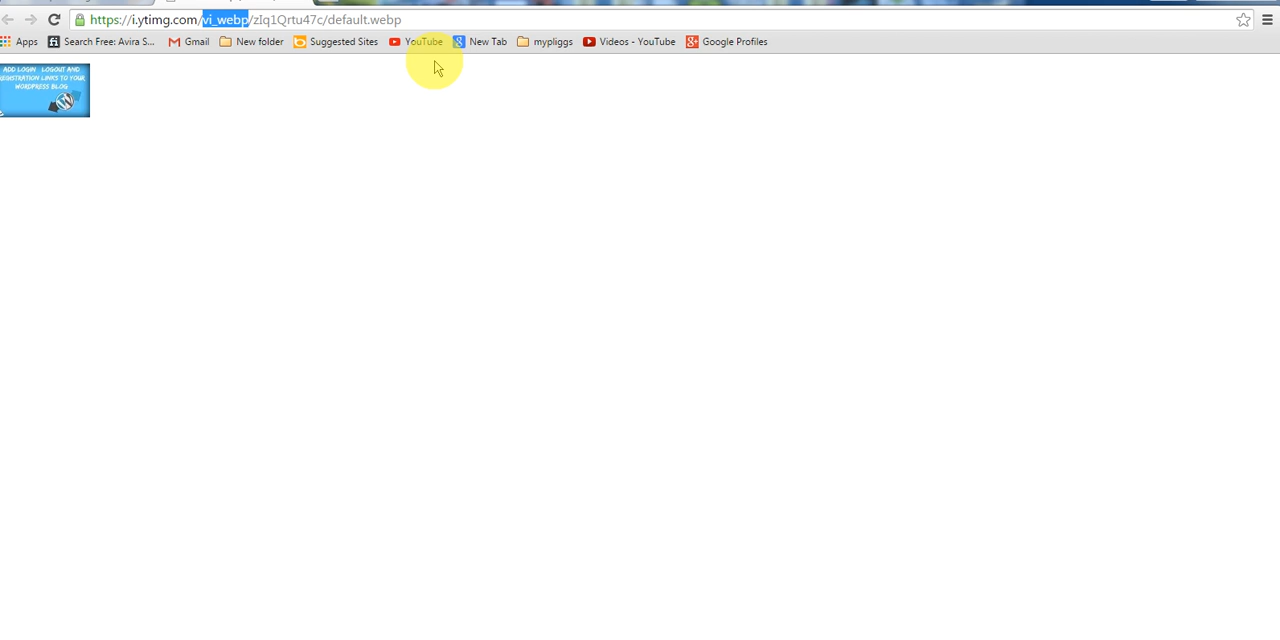 https://i.ytimg.com/vi_webp/zIq1Qrtu47c/default.webp
Apps Search Free: Avira S... Gmail New folder Suggested Sites YouTube New Tab mypliggs Videos - YouTube Google Profiles
ADD LOGIN LOGOUT AND
REGISTRATION LINKS TO YOUR
WORDPRESS BLOG